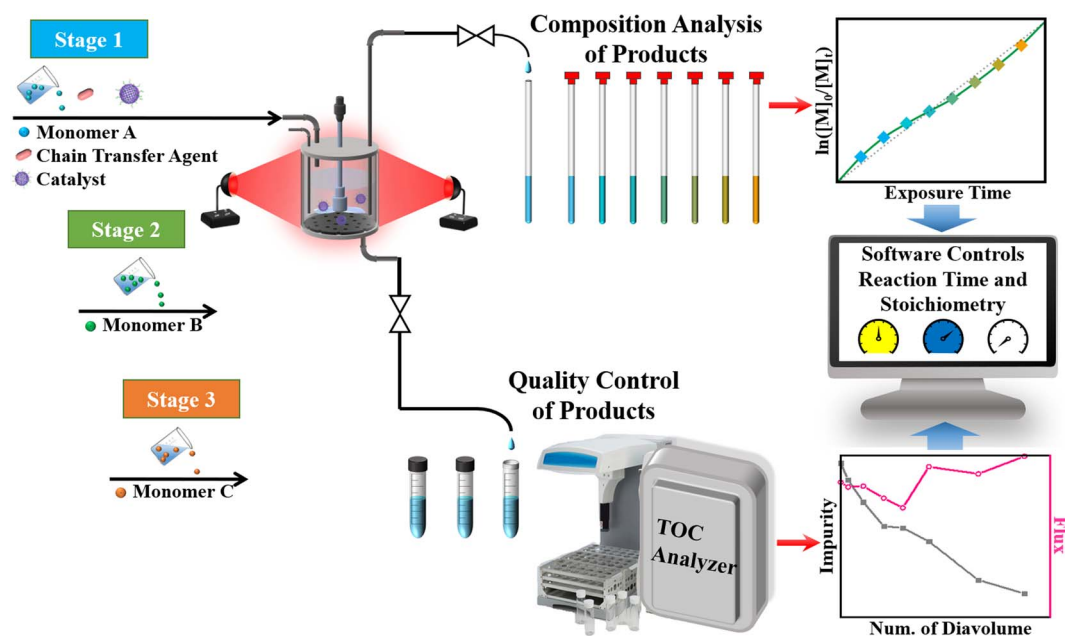 Stage 1
Monomer A
Chain Transfer Agent
Catalyst
Stage 2
Monomer B
Stage 3
Monomer C
Composition Analysis
of Products
ln([M]₀/[M]ₜ)
Exposure Time
Software Controls
Reaction Time and
Stoichiometry
Quality Control
of Products
TOC
Analyzer
Impurity
Flux
Num. of Diavolume